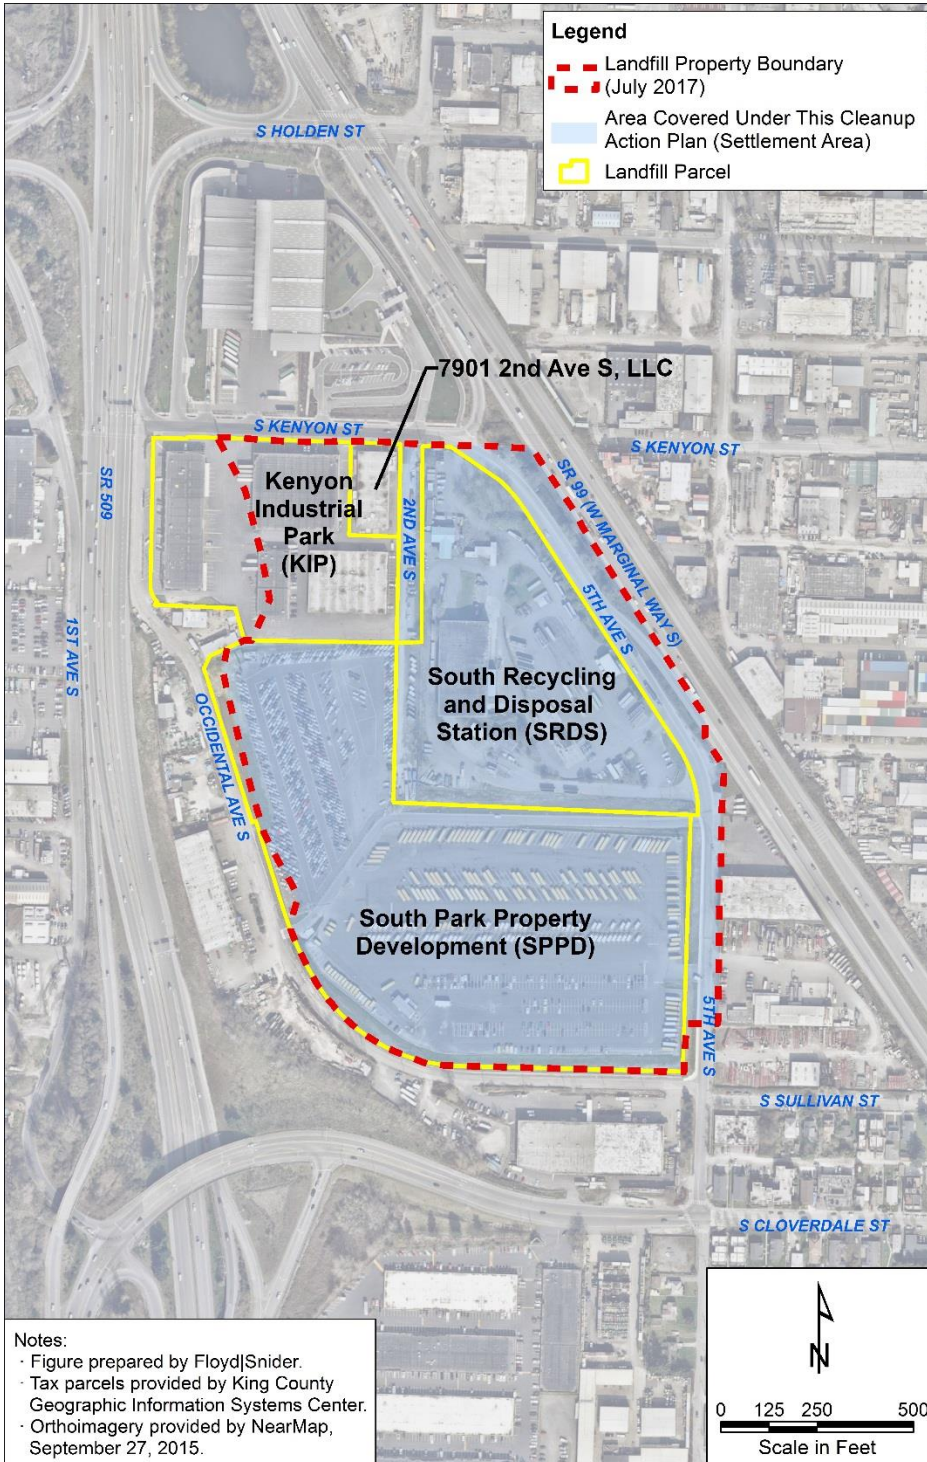 Legend
Landfill Property Boundary
(July 2017)
Area Covered Under This Cleanup
Action Plan (Settlement Area)
Landfill Parcel
S HOLDEN ST
7901 2nd Ave S, LLC
S KENYON ST
S KENYON ST
SR 509
Kenyon
Industrial
Park
(KIP)
2ND AVE S
SR 99 (W MARGINAL WAY S)
5TH AVE S
1ST AVE S
OCCIDENTAL AVE S
South Recycling
and Disposal
Station (SRDS)
South Park Property
Development (SPPD)
5TH AVE S
S SULLIVAN ST
S CLOVERDALE ST
Notes:
· Figure prepared by Floyd|Snider.
· Tax parcels provided by King County
Geographic Information Systems Center.
· Orthoimagery provided by NearMap,
September 27, 2015.
N
0 125 250 500
Scale in Feet